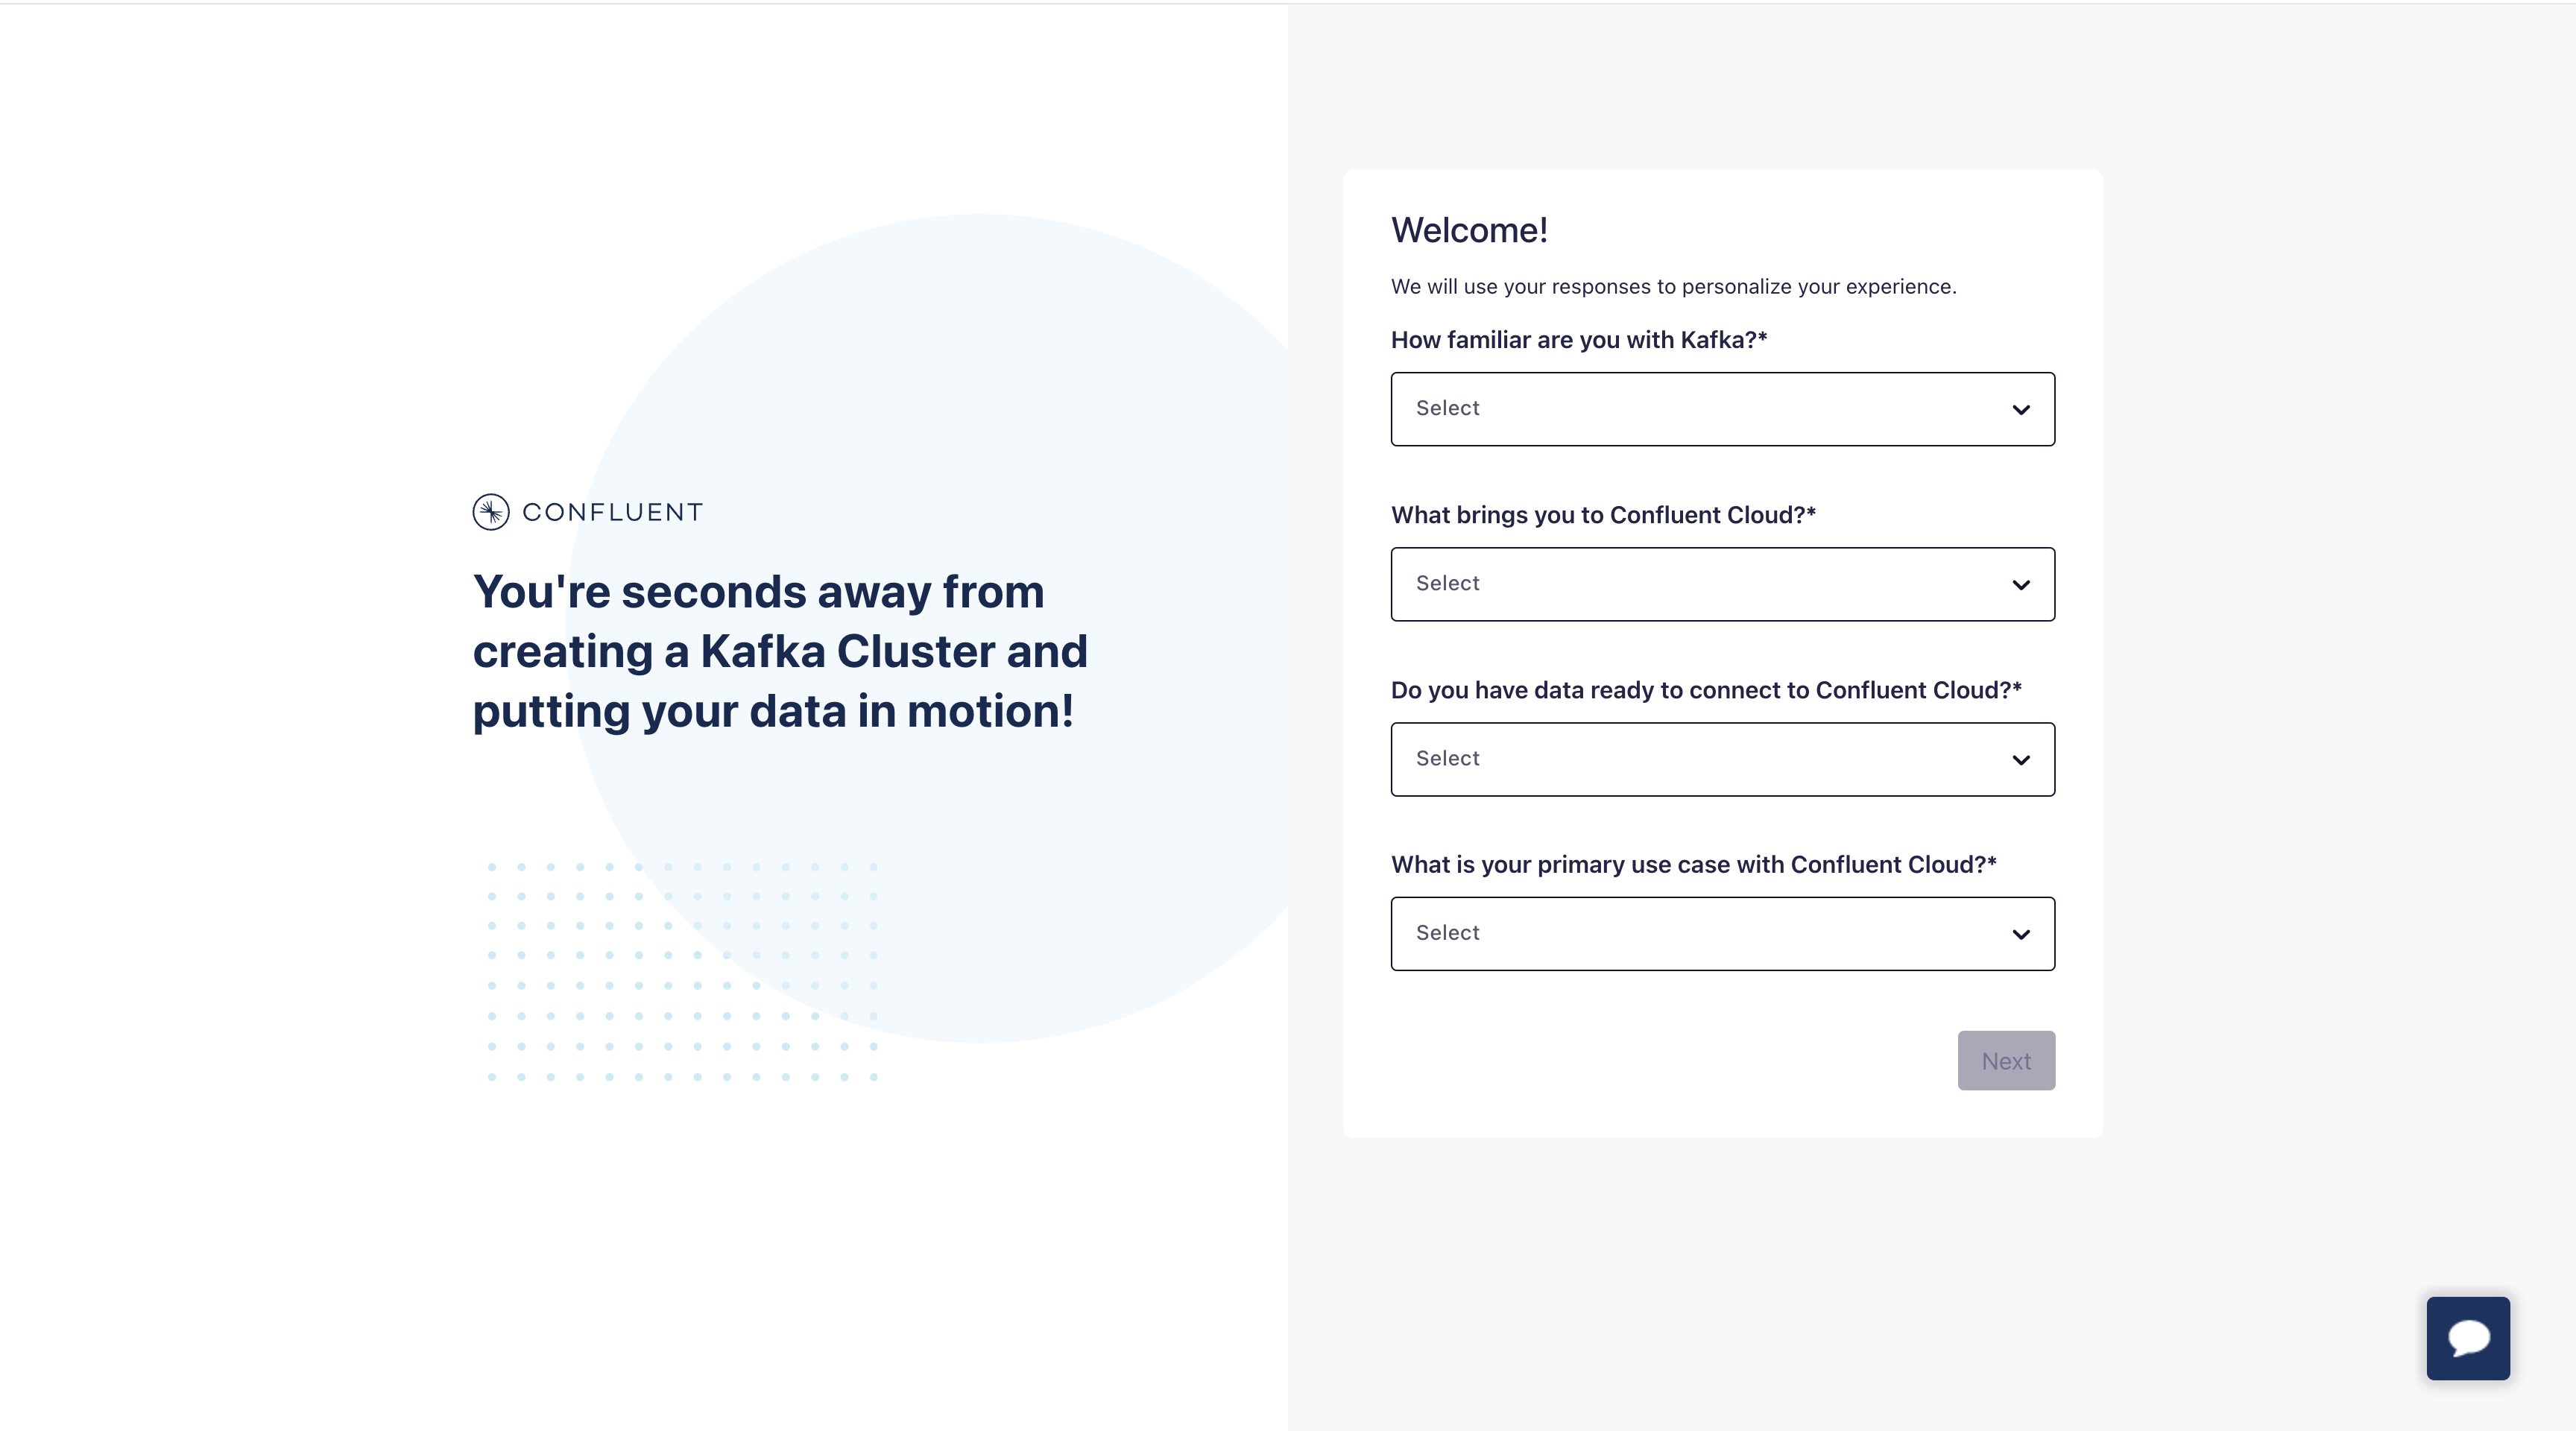 CONFLUENT
You're seconds away from
creating a Kafka Cluster and
putting your data in motion!
Welcome!
We will use your responses to personalize your experience.
How familiar are you with Kafka?*
Select
What brings you to Confluent Cloud?*
Select
Do you have data ready to connect to Confluent Cloud?*
Select
What is your primary use case with Confluent Cloud?*
Select
Next